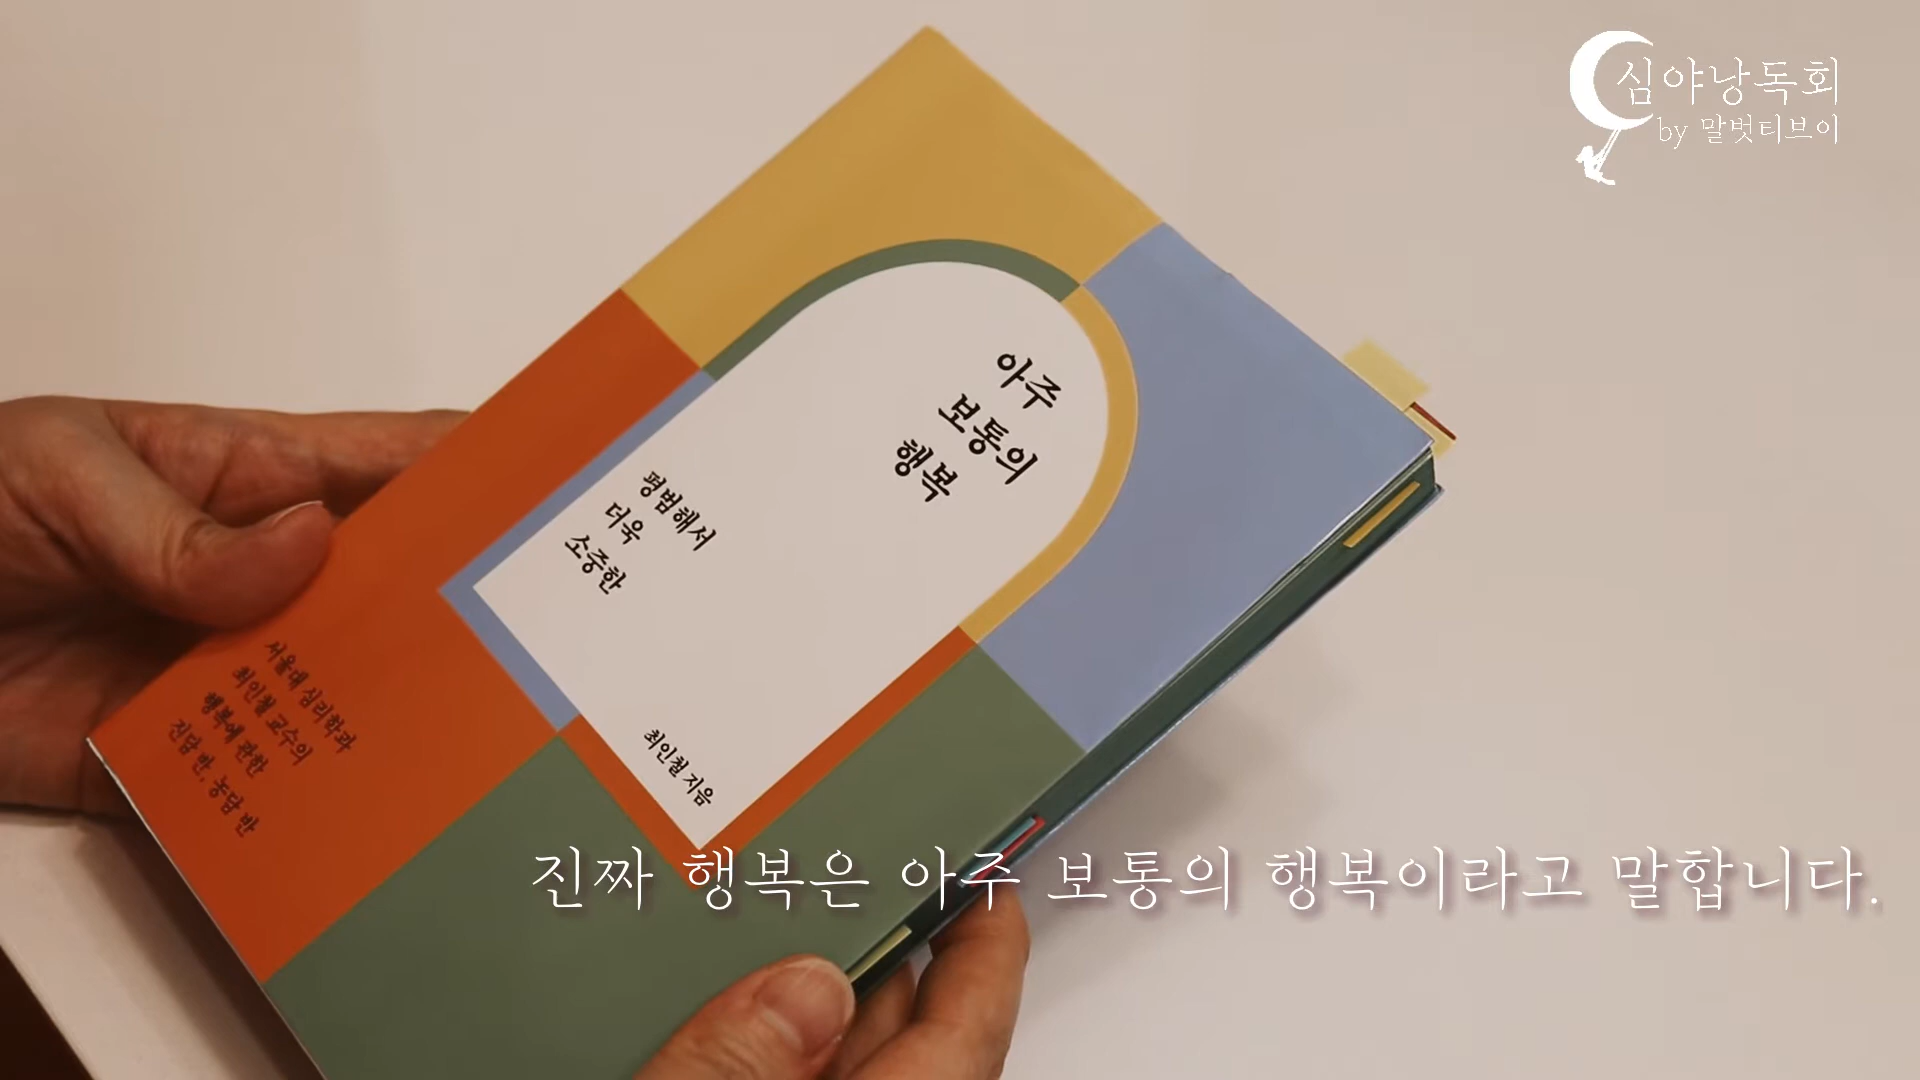 심야낭독회
by 말벗티브이
아주
보통의
행복
평범해서
더욱
소중한
최인철 지음
서울대 심리학과
최인철 교수의
행복에 관한
진담 반, 농담 반
진짜 행복은 아주 보통의 행복이라고 말합니다.